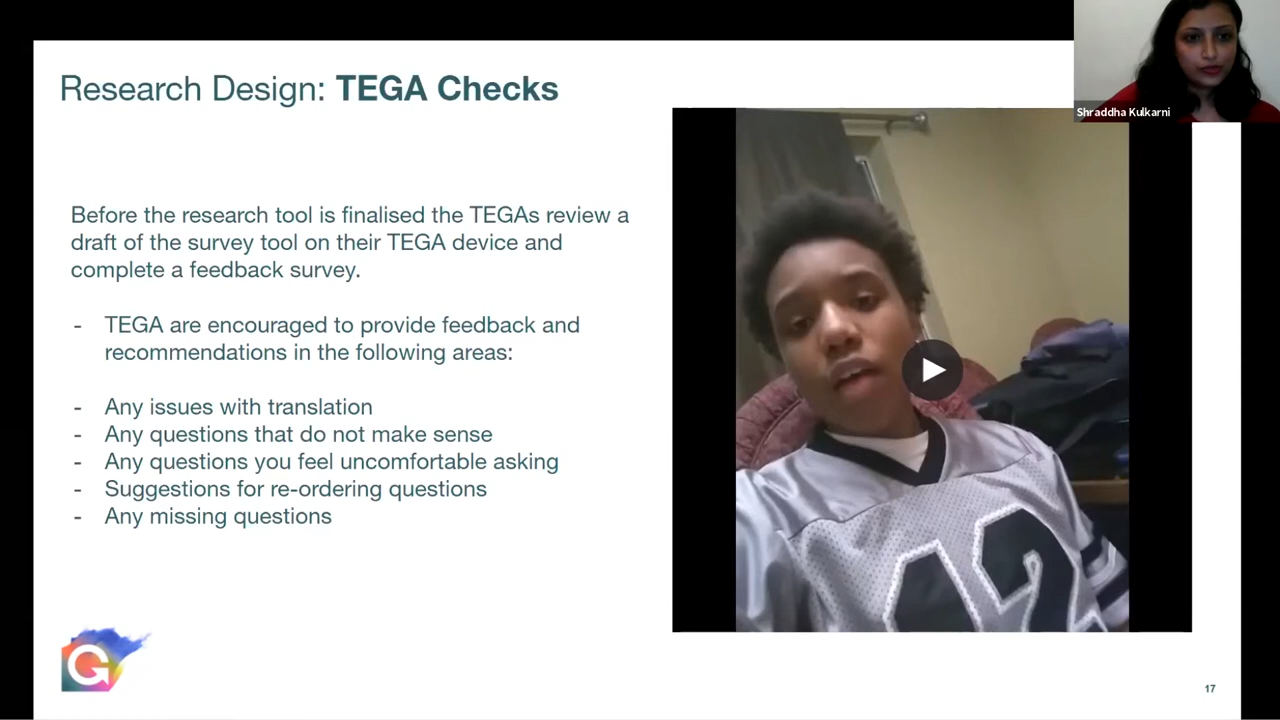 Research Design: TEGA Checks
Shraddha Kulkarni
Before the research tool is finalised the TEGAs review a
draft of the survey tool on their TEGA device and
complete a feedback survey.
- TEGA are encouraged to provide feedback and
recommendations in the following areas:
- Any issues with translation
- Any questions that do not make sense
- Any questions you feel uncomfortable asking
- Suggestions for re-ordering questions
- Any missing questions
42
G
17